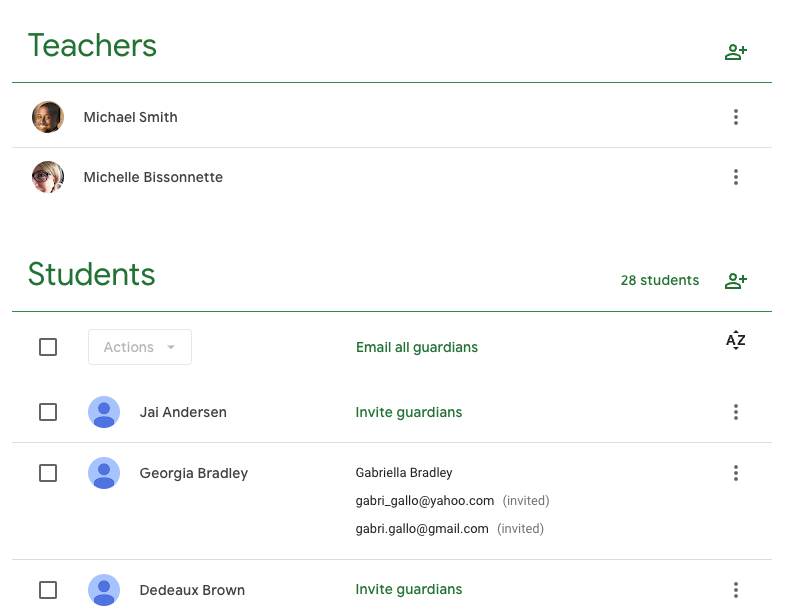 Teachers
Michael Smith
Michelle Bissonnette
Students
28 students
Actions
Email all guardians
AZ
Jai Andersen
Invite guardians
Georgia Bradley
Gabriella Bradley
gabri_gallo@yahoo.com (invited)
gabri.gallo@gmail.com (invited)
Dedeaux Brown
Invite guardians